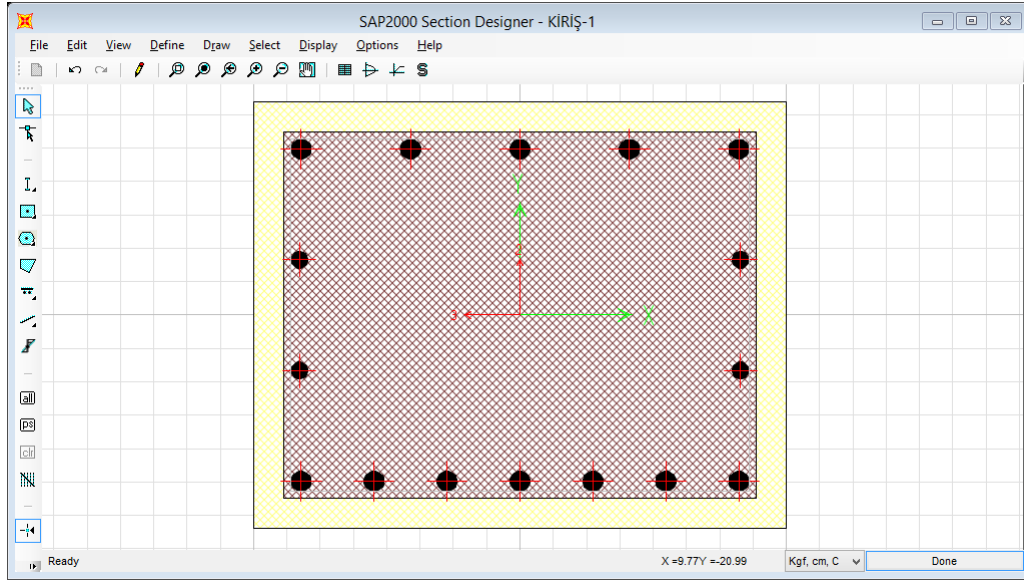 SAP2000 Section Designer - KİRİŞ-1
File Edit View Define Draw Select Display Options Help
S
I
all
ps
clr
Y
2
3
X
Ready
X =9.77Y =-20.99
Kgf, cm, C
Done